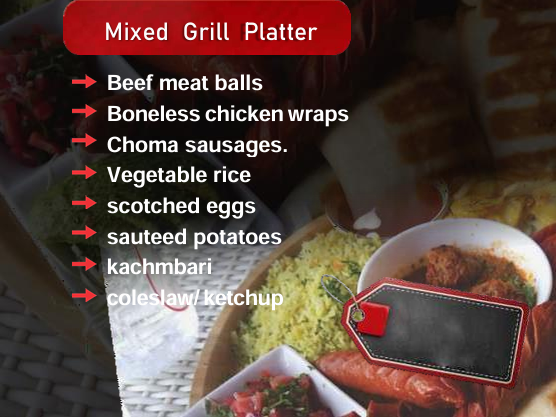 Mixed Grill Platter
Beef meat balls
Boneless chicken wraps
Choma sausages.
Vegetable rice
scotched eggs
sauteed potatoes
kachmbari
coleslaw/ ketchup